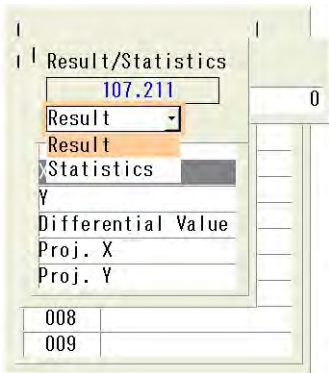 Result/Statistics
107.211
0
Result
Result
Statistics
X
Y
Differential Value
Proj. X
Proj. Y
008
009